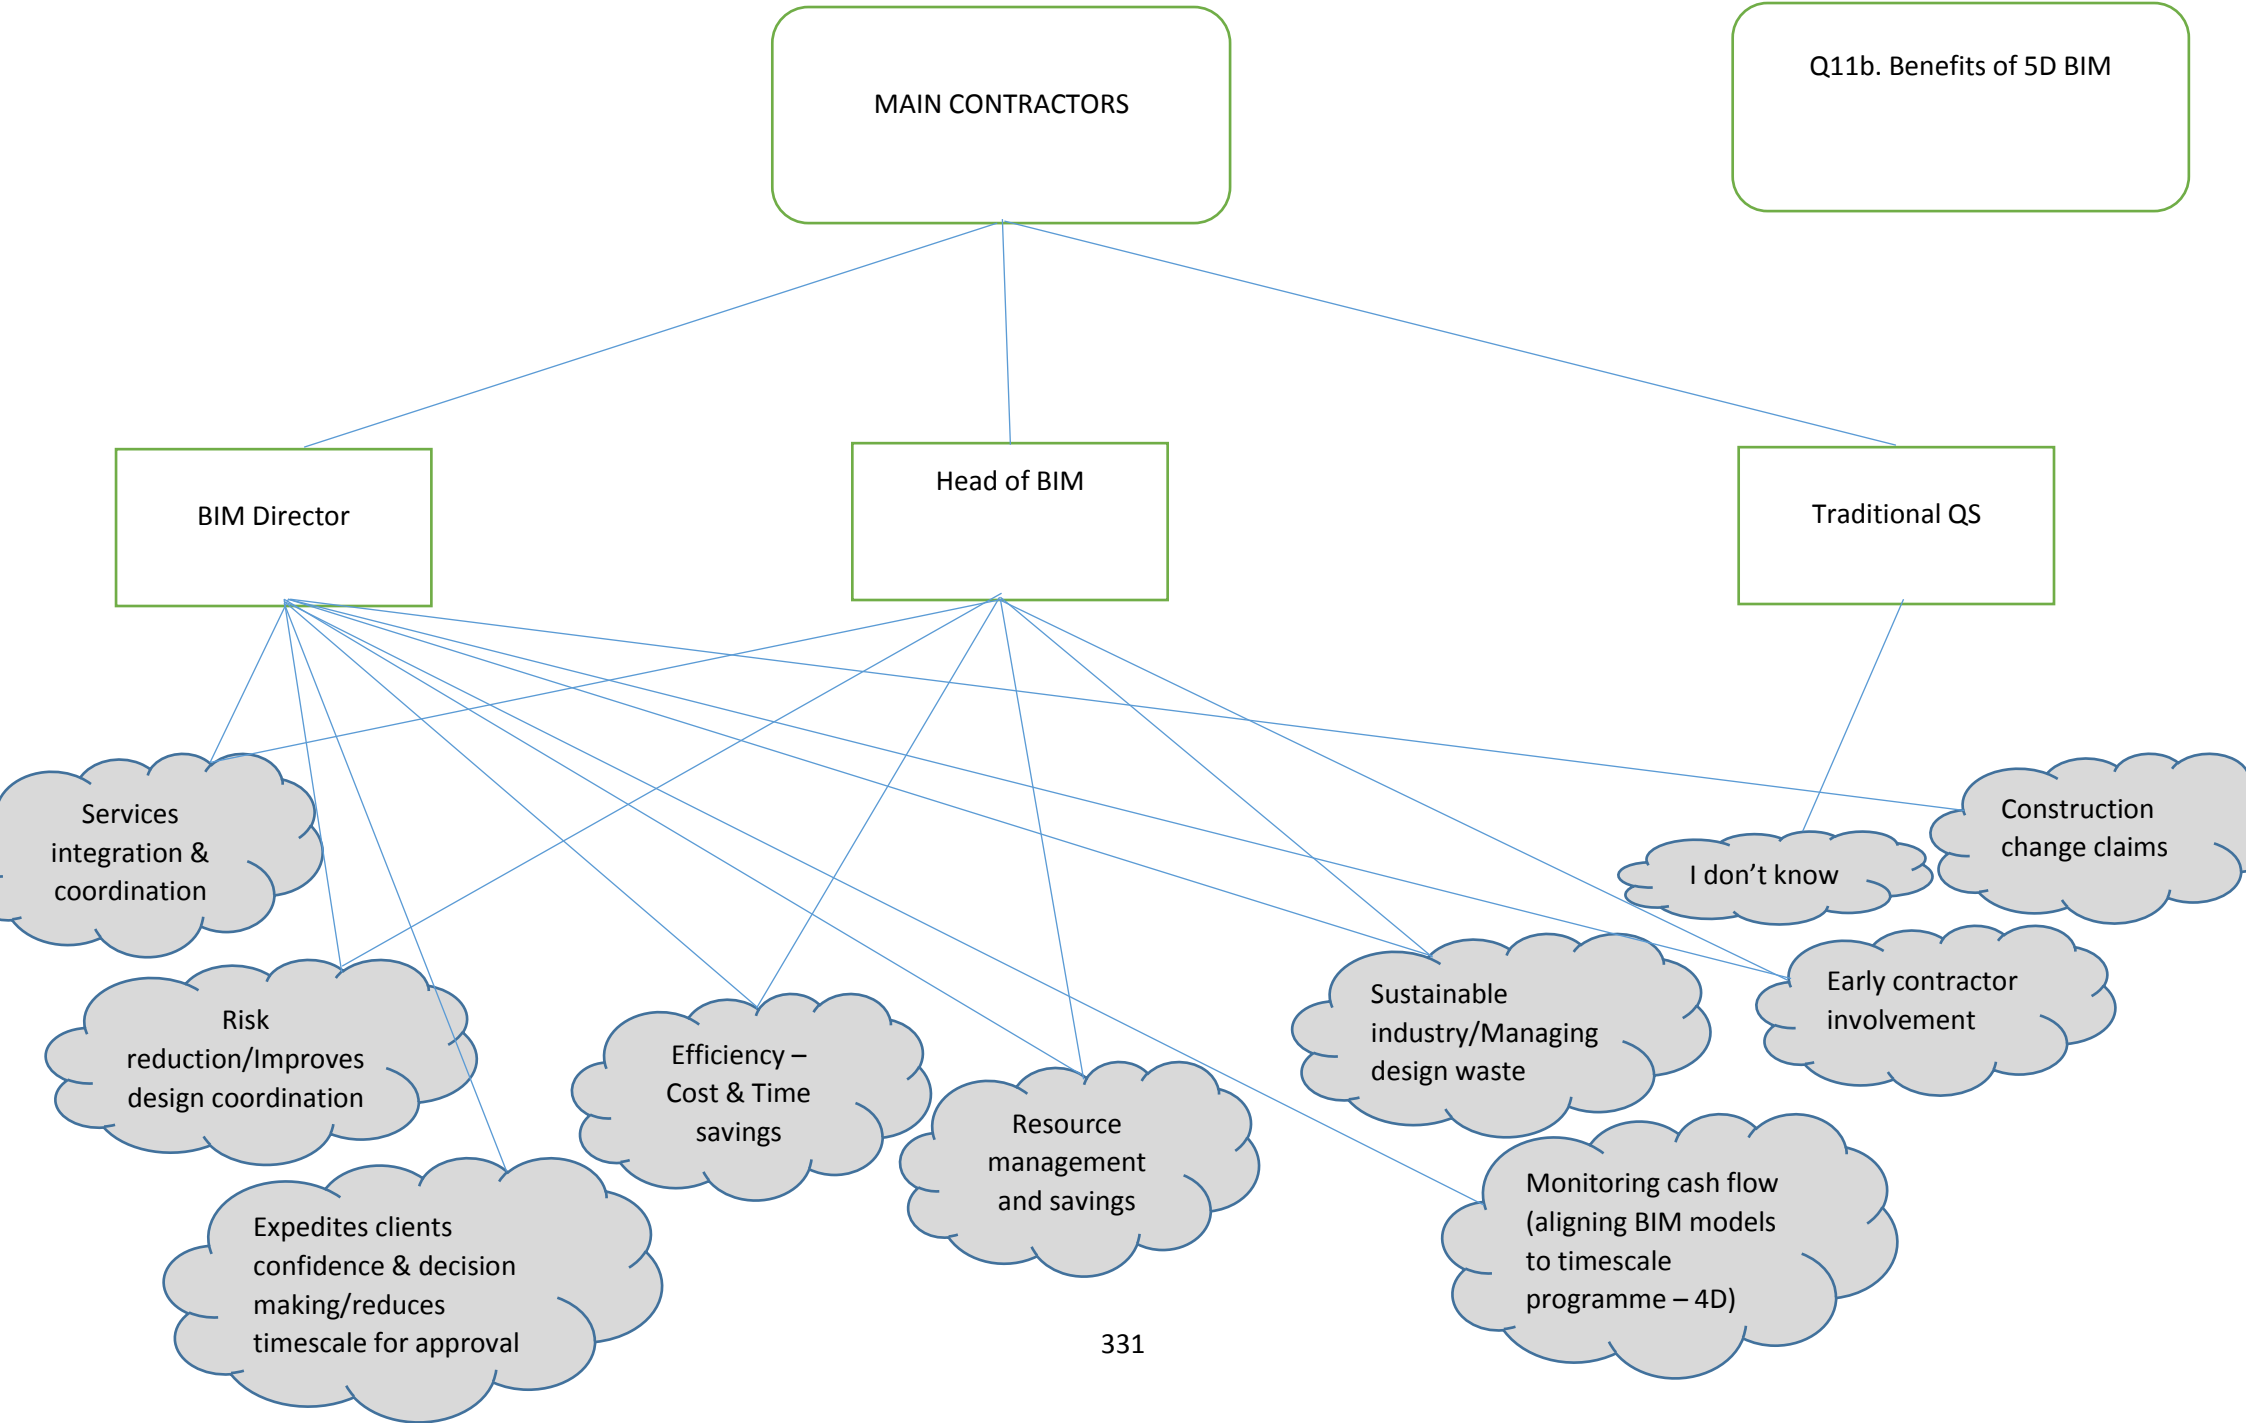 MAIN CONTRACTORS
Q11b. Benefits of 5D BIM
BIM Director
Head of BIM
Traditional QS
Services
integration &
coordination
Risk
reduction/Improves
design coordination
Expedites clients
confidence & decision
making/reduces
timescale for approval
Efficiency –
Cost & Time
savings
Resource
management
and savings
Sustainable
industry/Managing
design waste
Monitoring cash flow
(aligning BIM models
to timescale
programme – 4D)
I don’t know
Early contractor
involvement
Construction
change claims
331